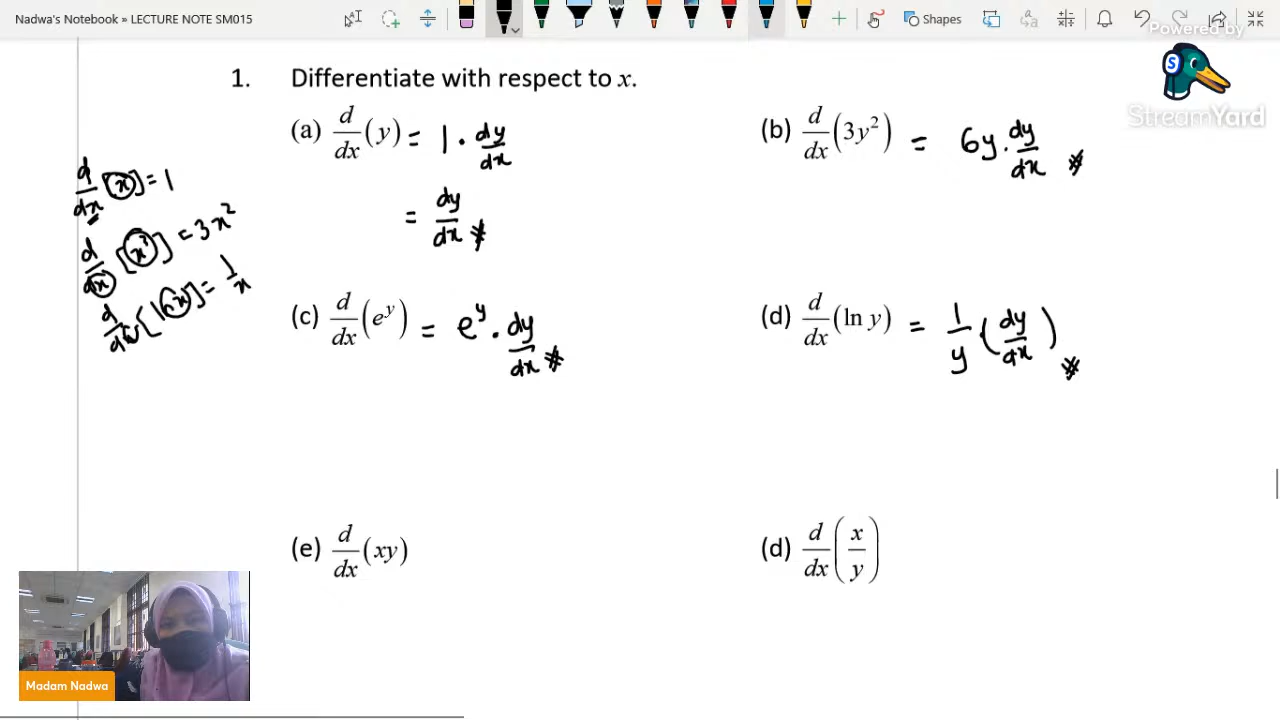 Nadwa's Notebook » LECTURE NOTE SM015
Shapes
Powered by
StreamYard
1. Differentiate with respect to x.
(a) d/dx (y) = 1 · dy/dx
= dy/dx
(b) d/dx (3y²) = 6y · dy/dx
d/dx [x] = 1
d/dx [x³] = 3x²
d/dx [ln x] = 1/x
(c) d/dx (e^y) = e^y · dy/dx
(d) d/dx (ln y) = 1/y · (dy/dx)
(e) d/dx (xy)
(d) d/dx (x/y)
Madam Nadwa